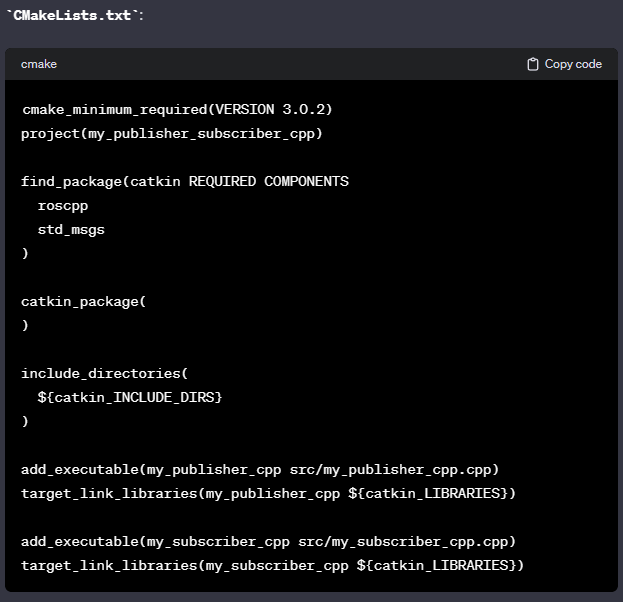 `CMakeLists.txt`:
cmake
Copy code
cmake_minimum_required(VERSION 3.0.2)
project(my_publisher_subscriber_cpp)

find_package(catkin REQUIRED COMPONENTS
  roscpp
  std_msgs
)

catkin_package(
)

include_directories(
  ${catkin_INCLUDE_DIRS}
)

add_executable(my_publisher_cpp src/my_publisher_cpp.cpp)
target_link_libraries(my_publisher_cpp ${catkin_LIBRARIES})

add_executable(my_subscriber_cpp src/my_subscriber_cpp.cpp)
target_link_libraries(my_subscriber_cpp ${catkin_LIBRARIES})